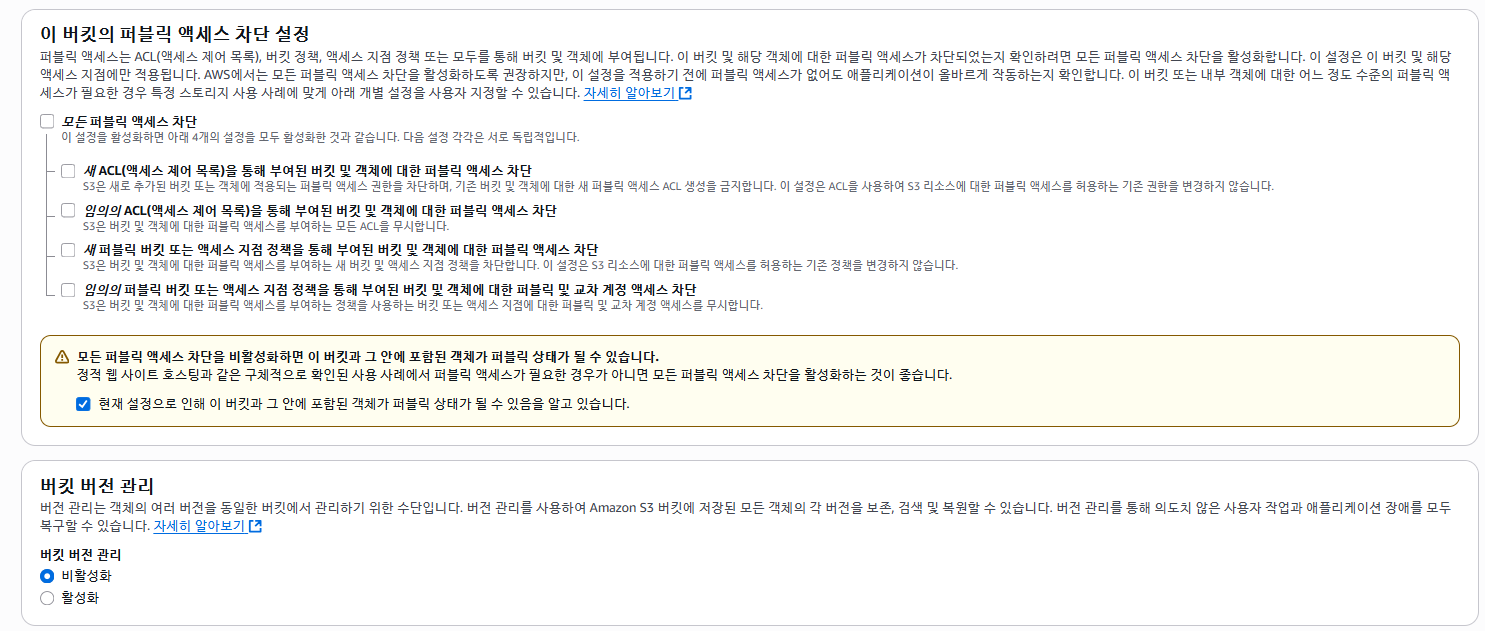 이 버킷의 퍼블릭 액세스 차단 설정
퍼블릭 액세스는 ACL(액세스 제어 목록), 버킷 정책, 액세스 지점 정책 또는 모두를 통해 버킷 및 객체에 부여됩니다. 이 버킷 및 해당 객체에 대한 퍼블릭 액세스가 차단되었는지 확인하려면 모든 퍼블릭 액세스 차단을 활성화합니다. 이 설정은 이 버킷 및 해당
액세스 지점에만 적용됩니다. AWS에서는 모든 퍼블릭 액세스 차단을 활성화하도록 권장하지만, 이 설정을 적용하기 전에 퍼블릭 액세스가 없어도 애플리케이션이 올바르게 작동하는지 확인합니다. 이 버킷 또는 내부 객체에 대한 어느 정도 수준의 퍼블릭 액
세스가 필요한 경우 특정 스토리지 사용 사례에 맞게 아래 개별 설정을 사용자 지정할 수 있습니다. 자세히 알아보기
모든 퍼블릭 액세스 차단
이 설정을 활성화하면 아래 4개의 설정을 모두 활성화한 것과 같습니다. 다음 설정 각각은 서로 독립적입니다.
새 ACL(액세스 제어 목록)을 통해 부여된 버킷 및 객체에 대한 퍼블릭 액세스 차단
S3은 새로 추가된 버킷 또는 객체에 적용되는 퍼블릭 액세스 권한을 차단하며, 기존 버킷 및 객체에 대한 새 퍼블릭 액세스 ACL 생성을 금지합니다. 이 설정은 ACL을 사용하여 S3 리소스에 대한 퍼블릭 액세스를 허용하는 기존 권한을 변경하지 않습니다.
임의의 ACL(액세스 제어 목록)을 통해 부여된 버킷 및 객체에 대한 퍼블릭 액세스 차단
S3은 버킷 및 객체에 대한 퍼블릭 액세스를 부여하는 모든 ACL을 무시합니다.
새 퍼블릭 버킷 또는 액세스 지점 정책을 통해 부여된 버킷 및 객체에 대한 퍼블릭 액세스 차단
S3은 버킷 및 객체에 대한 퍼블릭 액세스를 부여하는 새 버킷 및 액세스 지점 정책을 차단합니다. 이 설정은 S3 리소스에 대한 퍼블릭 액세스를 허용하는 기존 정책을 변경하지 않습니다.
임의의 퍼블릭 버킷 또는 액세스 지점 정책을 통해 부여된 버킷 및 객체에 대한 퍼블릭 및 교차 계정 액세스 차단
S3은 버킷 및 객체에 대한 퍼블릭 액세스를 부여하는 정책을 사용하는 버킷 또는 액세스 지점에 대한 퍼블릭 및 교차 계정 액세스를 무시합니다.
모든 퍼블릭 액세스 차단을 비활성화하면 이 버킷과 그 안에 포함된 객체가 퍼블릭 상태가 될 수 있습니다.
정적 웹 사이트 호스팅과 같은 구체적으로 확인된 사용 사례에서 퍼블릭 액세스가 필요한 경우가 아니면 모든 퍼블릭 액세스 차단을 활성화하는 것이 좋습니다.
현재 설정으로 인해 이 버킷과 그 안에 포함된 객체가 퍼블릭 상태가 될 수 있음을 알고 있습니다.
버킷 버전 관리
버전 관리는 객체의 여러 버전을 동일한 버킷에서 관리하기 위한 수단입니다. 버전 관리를 사용하여 Amazon S3 버킷에 저장된 모든 객체의 각 버전을 보존, 검색 및 복원할 수 있습니다. 버전 관리를 통해 의도치 않은 사용자 작업과 애플리케이션 장애를 모두
복구할 수 있습니다. 자세히 알아보기
버킷 버전 관리
비활성화
활성화